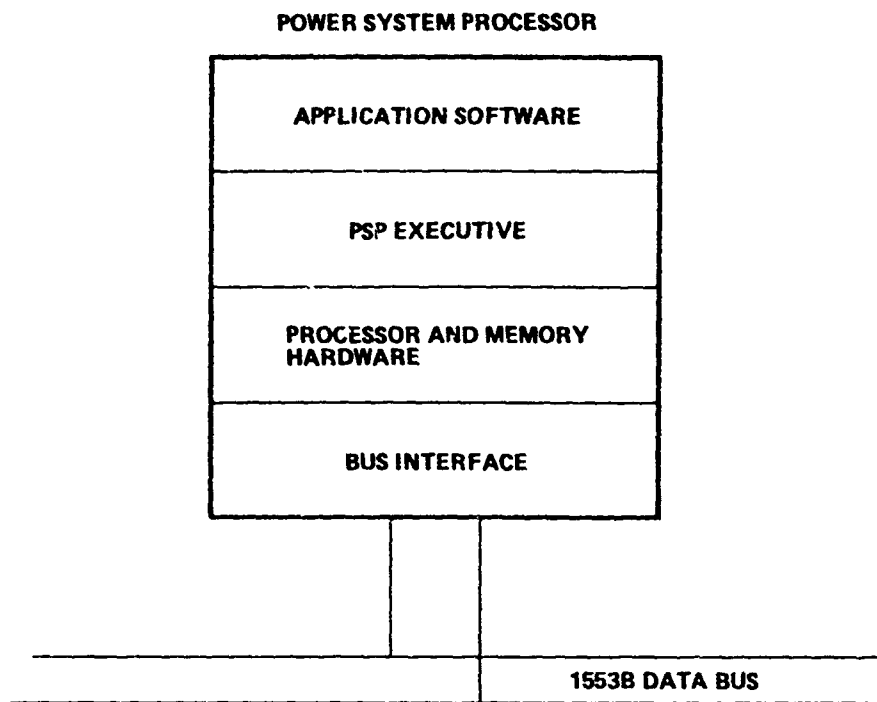 POWER SYSTEM PROCESSOR
APPLICATION SOFTWARE
PSP EXECUTIVE
PROCESSOR AND MEMORY
HARDWARE
BUS INTERFACE
1553B DATA BUS